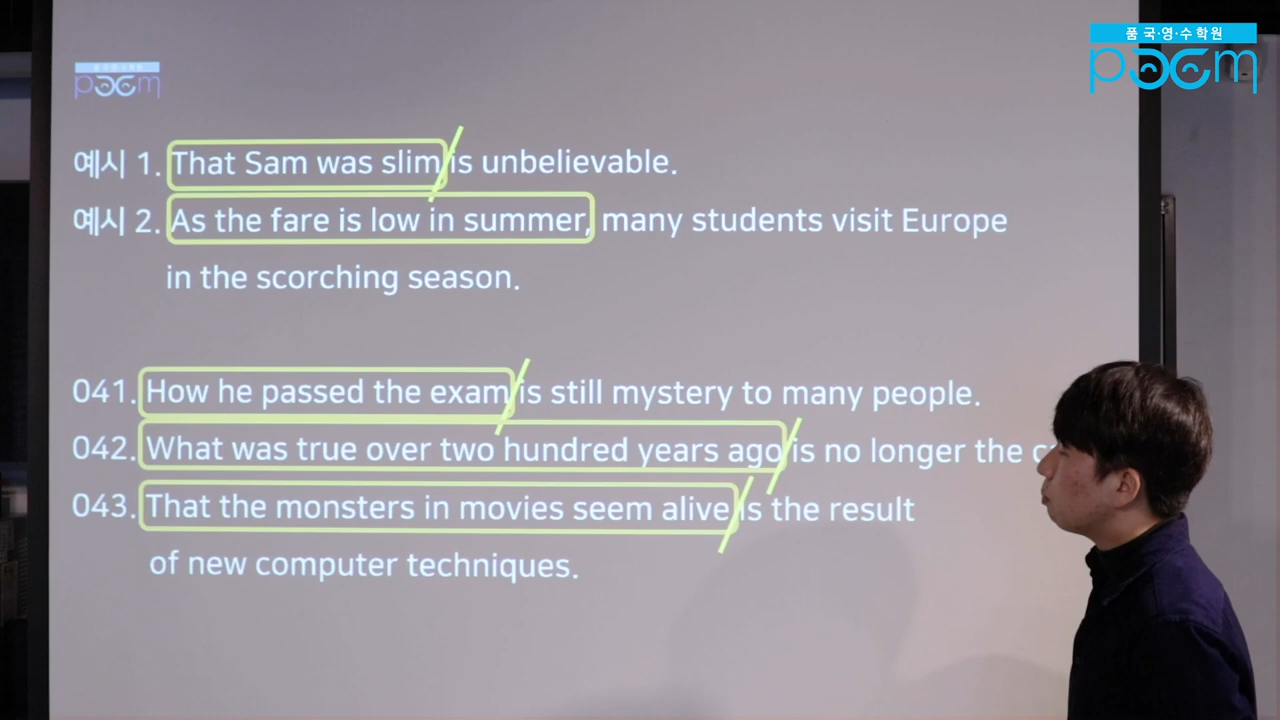 품 국·영·수 학원
poem
poem
예시 1. That Sam was slim is unbelievable.
예시 2. As the fare is low in summer, many students visit Europe
in the scorching season.
041. How he passed the exam is still mystery to many people.
042. What was true over two hundred years ago is no longer the
043. That the monsters in movies seem alive is the result
of new computer techniques.